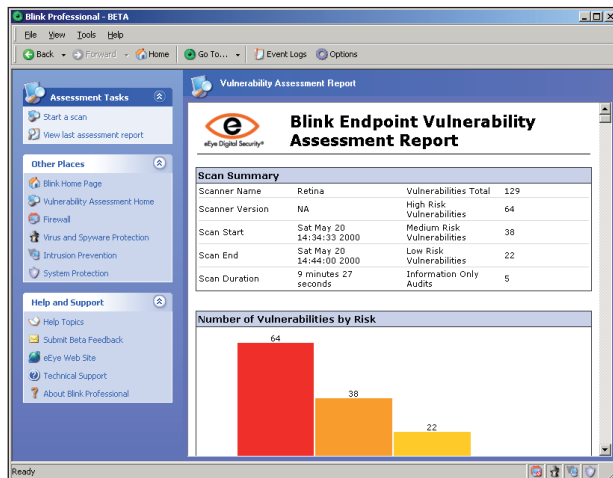 Blink Professional - BETA
File View Tools Help
Back Forward Home Go To... Event Logs Options
Assessment Tasks
Start a scan
View last assessment report
Other Places
Blink Home Page
Vulnerability Assessment Home
Firewall
Virus and Spyware Protection
Intrusion Prevention
System Protection
Help and Support
Help Topics
Submit Beta Feedback
eEye Web Site
Technical Support
About Blink Professional
Vulnerability Assessment Report
eEye Digital Security®
Blink Endpoint Vulnerability
Assessment Report
Scan Summary
Scanner Name Retina Vulnerabilities Total 129
Scanner Version NA High Risk
Vulnerabilities 64
Scan Start Sat May 20
14:34:33 2000 Medium Risk
Vulnerabilities 38
Scan End Sat May 20
14:44:00 2000 Low Risk
Vulnerabilities 22
Scan Duration 9 minutes 27
seconds Information Only
Audits 5
Number of Vulnerabilities by Risk
64
38
22
Ready